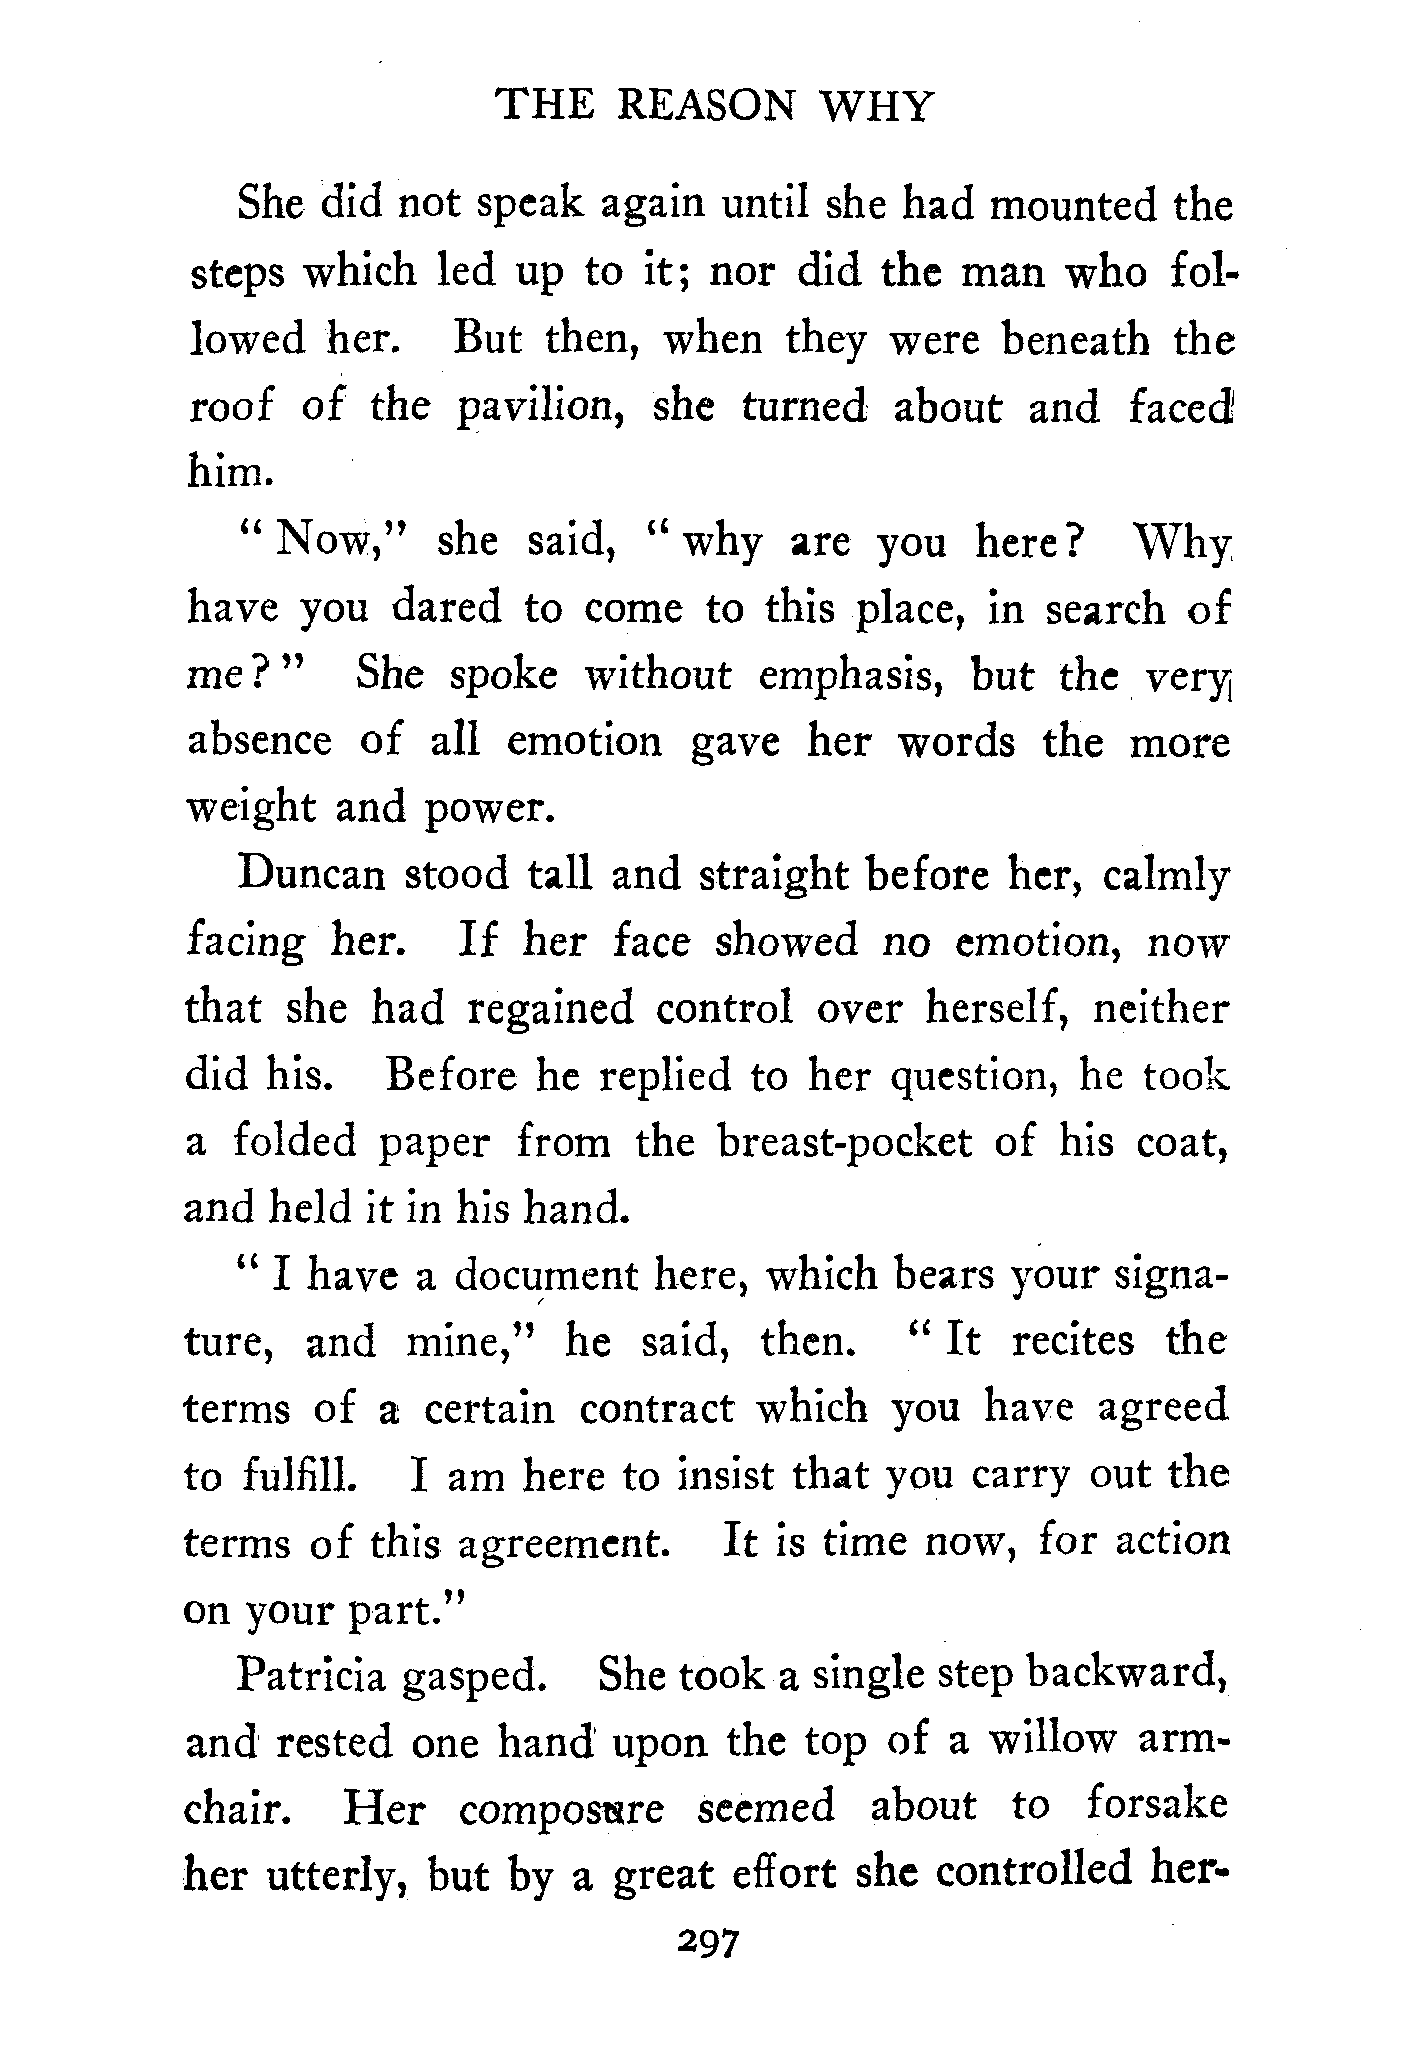 THE REASON WHY
She did not speak again until she had mounted the
steps which led up to it; nor did the man who fol-
lowed her. But then, when they were beneath the
roof of the pavilion, she turned about and faced
him.
" Now," she said, " why are you here? Why
have you dared to come to this place, in search of
me? " She spoke without emphasis, but the very
absence of all emotion gave her words the more
weight and power.
Duncan stood tall and straight before her, calmly
facing her. If her face showed no emotion, now
that she had regained control over herself, neither
did his. Before he replied to her question, he took
a folded paper from the breast-pocket of his coat,
and held it in his hand.
" I have a document here, which bears your signa-
ture, and mine," he said, then. " It recites the
terms of a certain contract which you have agreed
to fulfill. I am here to insist that you carry out the
terms of this agreement. It is time now, for action
on your part."
Patricia gasped. She took a single step backward,
and rested one hand upon the top of a willow arm-
chair. Her composure seemed about to forsake
her utterly, but by a great effort she controlled her-
297